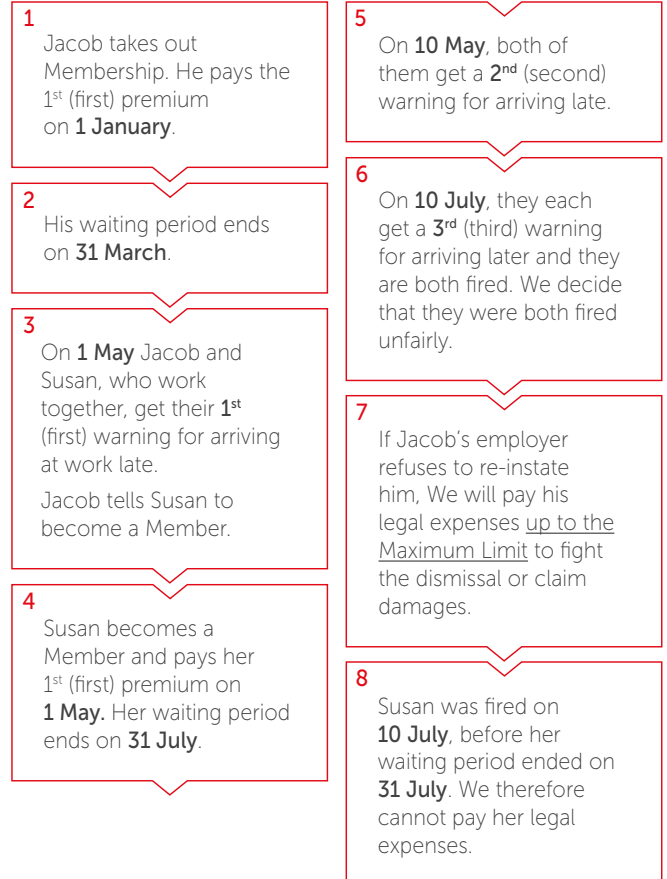 1
Jacob takes out
Membership. He pays the
1st (first) premium
on 1 January.
2
His waiting period ends
on 31 March.
3
On 1 May Jacob and
Susan, who work
together, get their 1st
(first) warning for arriving
at work late.
Jacob tells Susan to
become a Member.
4
Susan becomes a
Member and pays her
1st (first) premium on
1 May. Her waiting period
ends on 31 July.
5
On 10 May, both of
them get a 2nd (second)
warning for arriving late.
6
On 10 July, they each
get a 3rd (third) warning
for arriving later and they
are both fired. We decide
that they were both fired
unfairly.
7
If Jacob’s employer
refuses to re-instate
him, We will pay his
legal expenses up to the
Maximum Limit to fight
the dismissal or claim
damages.
8
Susan was fired on
10 July, before her
waiting period ended on
31 July. We therefore
cannot pay her legal
expenses.